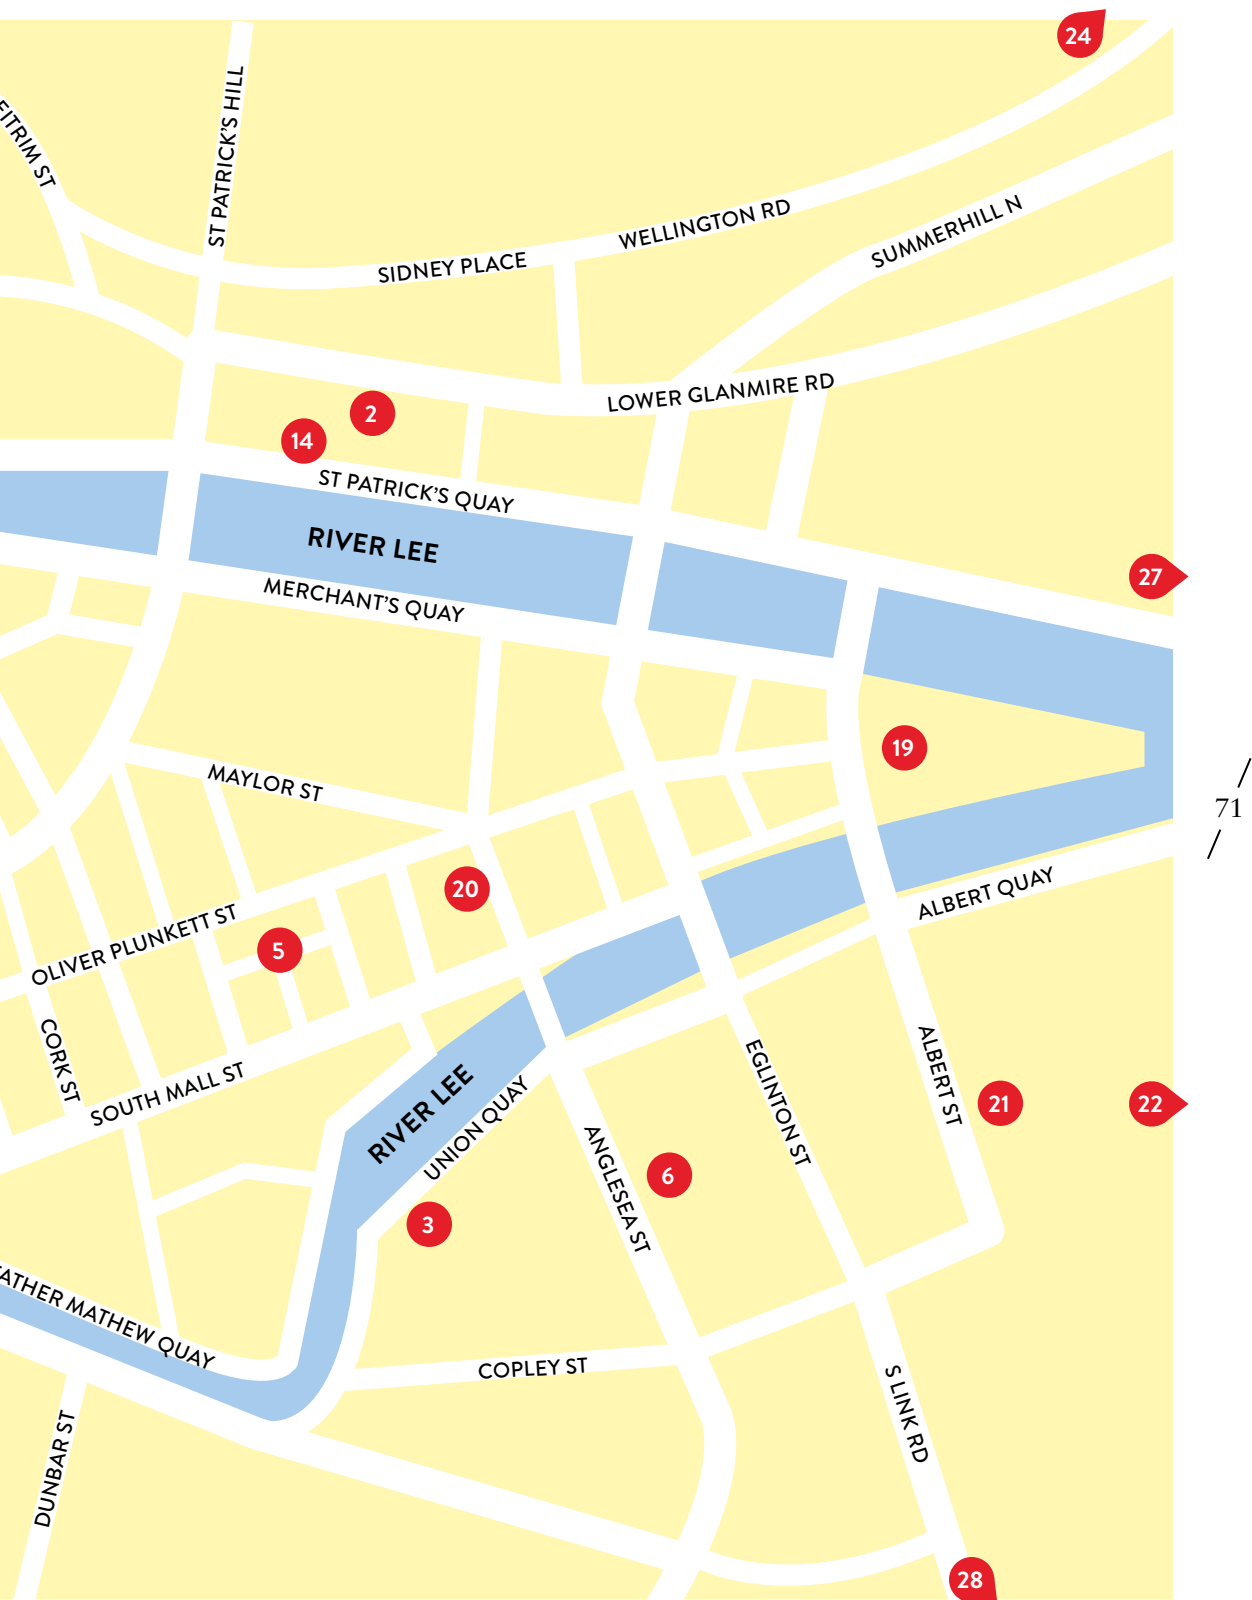 24
FITRIM ST
ST PATRICK'S HILL
WELLINGTON RD
SUMMERHILL N
SIDNEY PLACE
LOWER GLANMIRE RD
2
14
ST PATRICK'S QUAY
RIVER LEE
27
MERCHANT'S QUAY
19
MAYLOR ST
71
20
ALBERT QUAY
OLIVER PLUNKETT ST
5
CORK ST
SOUTH MALL ST
RIVER LEE
UNION QUAY
EGLINTON ST
ALBERT ST
21
22
ANGLESEA ST
6
3
FATHER MATHEW QUAY
COPLEY ST
S LINK RD
DUNBAR ST
28